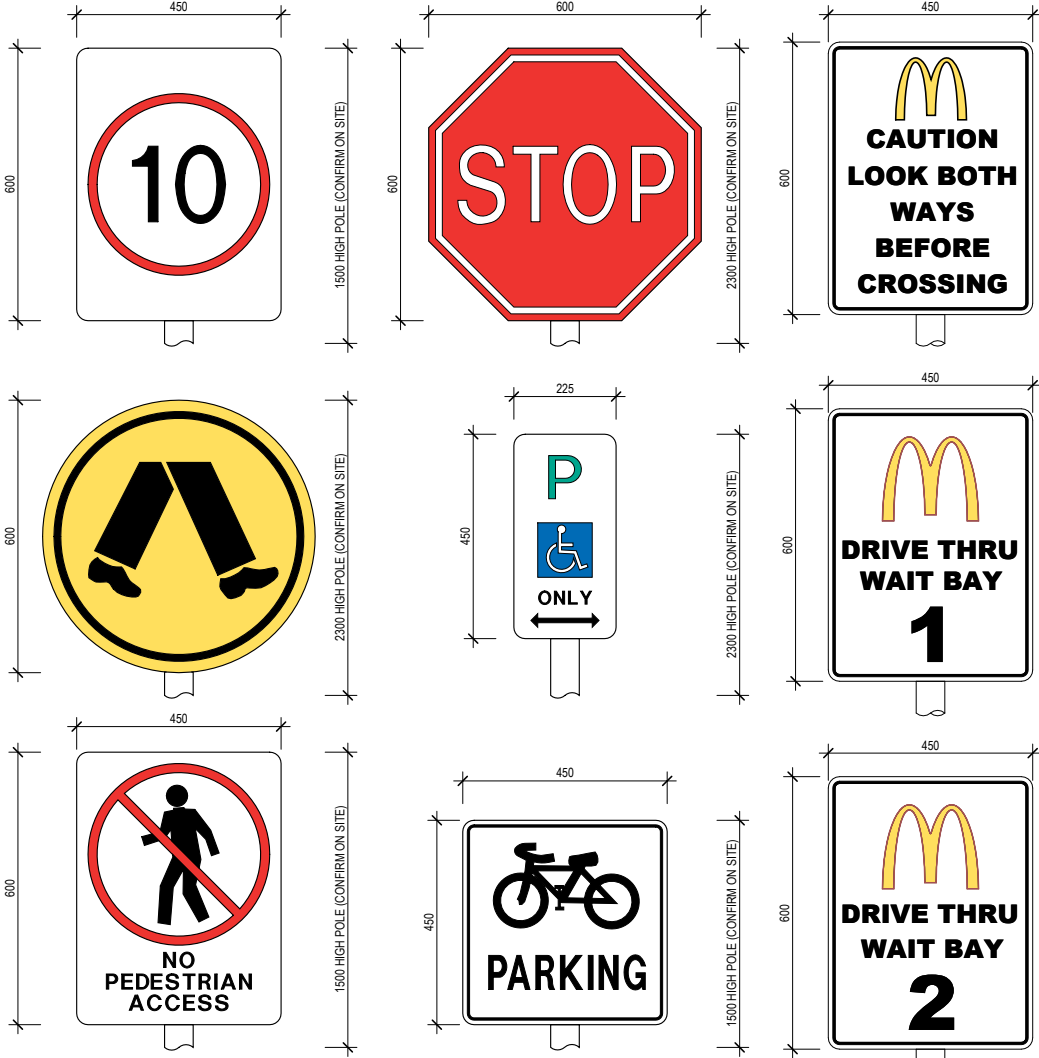 450
600
10
1500 HIGH POLE (CONFIRM ON SITE)
600
600
STOP
2300 HIGH POLE (CONFIRM ON SITE)
450
600
CAUTION
LOOK BOTH
WAYS
BEFORE
CROSSING
600
2300 HIGH POLE (CONFIRM ON SITE)
225
450
P
ONLY
2300 HIGH POLE (CONFIRM ON SITE)
450
600
DRIVE THRU
WAIT BAY
1
450
600
NO
PEDESTRIAN
ACCESS
1500 HIGH POLE (CONFIRM ON SITE)
450
450
PARKING
1500 HIGH POLE (CONFIRM ON SITE)
450
600
DRIVE THRU
WAIT BAY
2